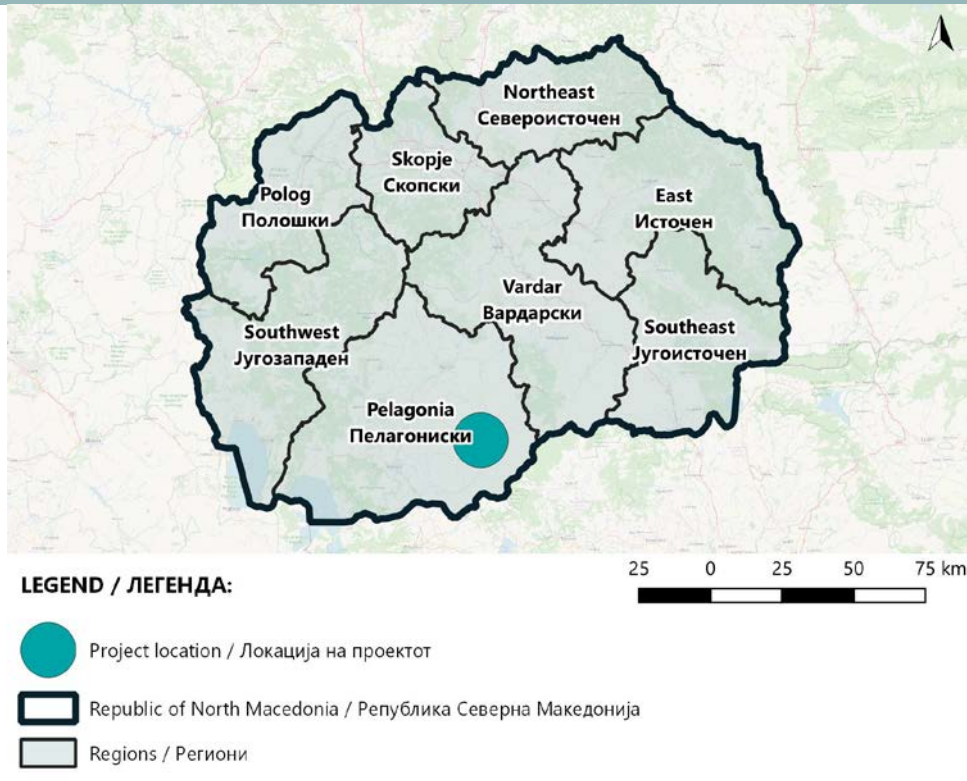 Northeast
Североисточен
Skopje
Скопски
Polog
Полошки
East
Источен
Vardar
Вардарски
Southwest
Југозападен
Southeast
Југоисточен
Pelagonia
Пелагониски
25 0 25 50 75 km
LEGEND / ЛЕГЕНДА:
Project location / Локација на проектот
Republic of North Macedonia / Република Северна Македонија
Regions / Региони